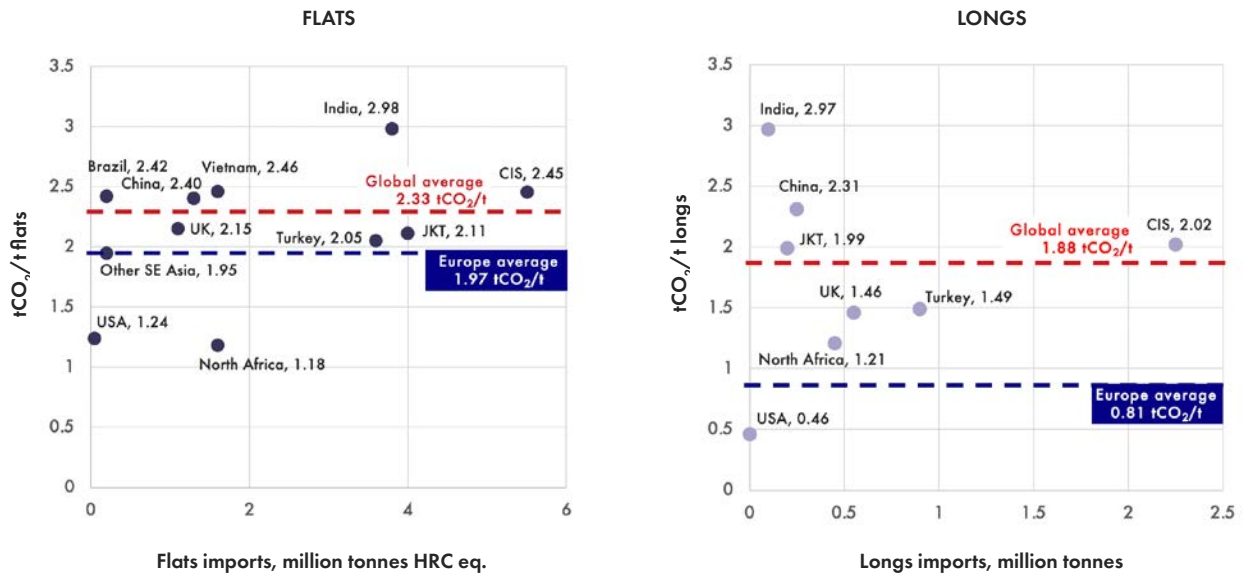 FLATS
tCO₂/t flats
3.5
3
2.5
2
1.5
1
0.5
0
India, 2.98
Brazil, 2.42
Vietnam, 2.46
China, 2.40
CIS, 2.45
Global average
2.33 tCO₂/t
UK, 2.15
Turkey, 2.05
JKT, 2.11
Other SE Asia, 1.95
Europe average
1.97 tCO₂/t
USA, 1.24
North Africa, 1.18
0
2
4
6
Flats imports, million tonnes HRC eq.
LONGS
tCO₂/t longs
3.5
3
2.5
2
1.5
1
0.5
0
India, 2.97
China, 2.31
JKT, 1.99
Global average
1.88 tCO₂/t
CIS, 2.02
UK, 1.46
Turkey, 1.49
North Africa, 1.21
Europe average
0.81 tCO₂/t
USA, 0.46
0
0.5
1
1.5
2
2.5
Longs imports, million tonnes